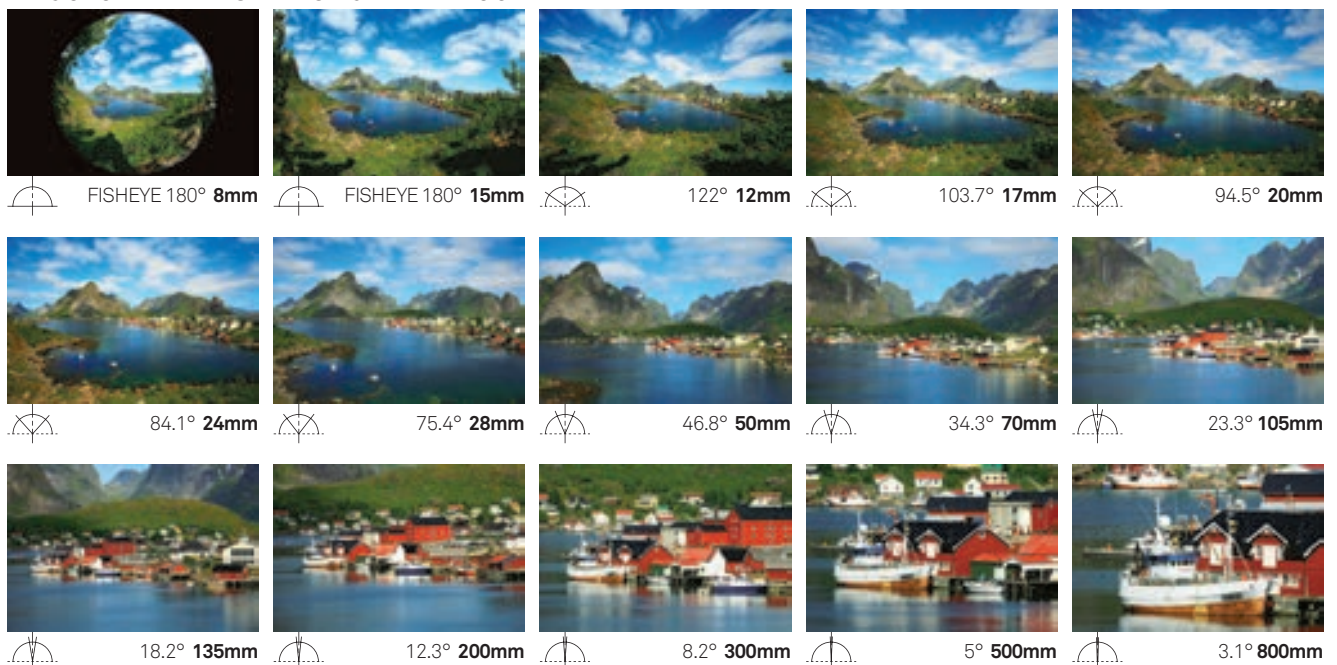 FISHEYE 180° 8mm
FISHEYE 180° 15mm
122° 12mm
103.7° 17mm
94.5° 20mm
84.1° 24mm
75.4° 28mm
46.8° 50mm
34.3° 70mm
23.3° 105mm
18.2° 135mm
12.3° 200mm
8.2° 300mm
5° 500mm
3.1° 800mm